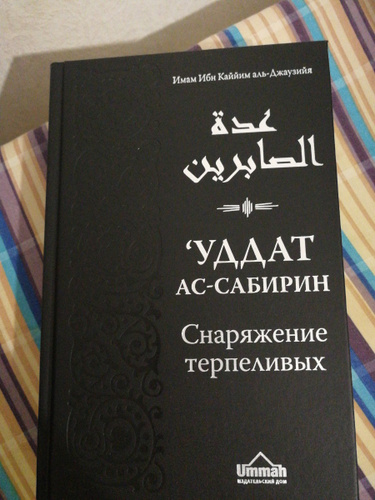 Имам Ибн Каййим аль-Джаузийя
عدة
الصابرين
‘УДДАТ
АС-САБИРИН
Снаряжение
терпеливых
Ummah
ИЗДАТЕЛЬСКИЙ ДОМ